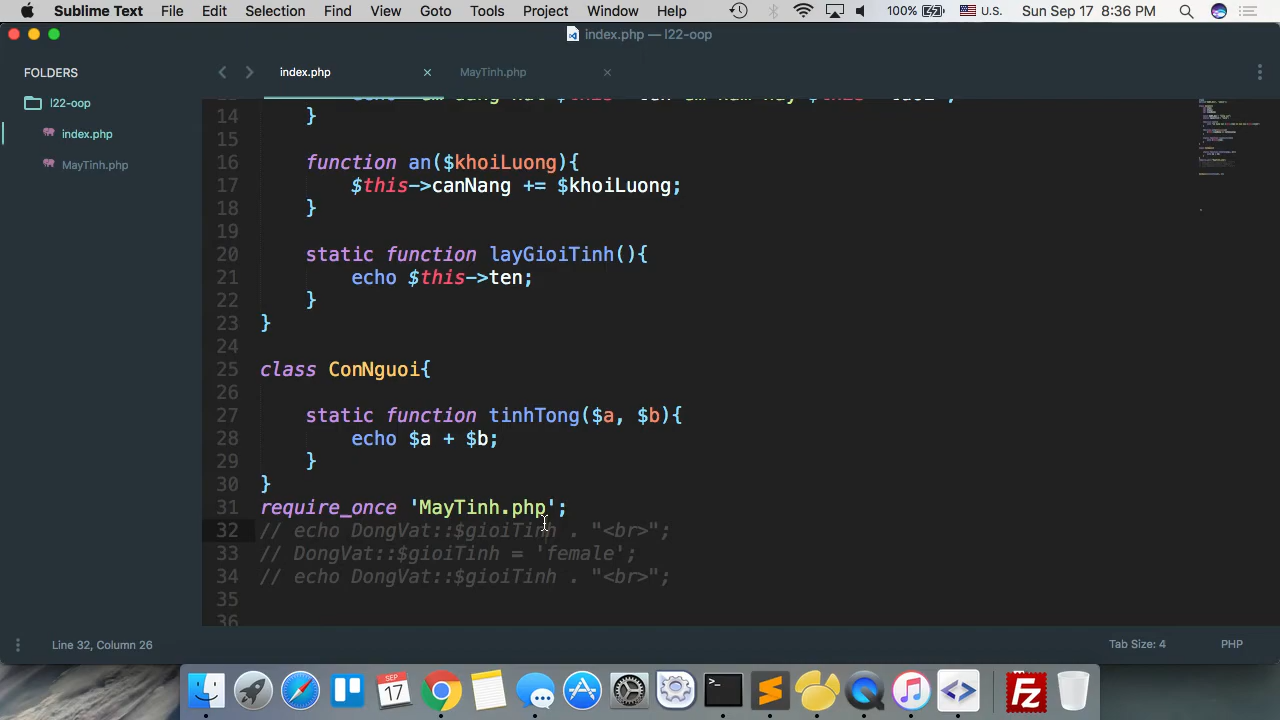 Sublime Text File Edit Selection Find View Goto Tools Project Window Help 100% U.S. Sun Sep 17 8:36 PM
index.php — l22-oop
FOLDERS
l22-oop
index.php
MayTinh.php
index.php × MayTinh.php ×
14 }
15
16 function an($khoiLuong){
17 $this->canNang += $khoiLuong;
18 }
19
20 static function layGioiTinh(){
21 echo $this->ten;
22 }
23 }
24
25 class ConNguoi{
26
27 static function tinhTong($a, $b){
28 echo $a + $b;
29 }
30 }
31 require_once 'MayTinh.php';
32 // echo DongVat::$gioiTinh . "<br>";
33 // DongVat::$gioiTinh = 'female';
34 // echo DongVat::$gioiTinh . "<br>";
35
36
Line 32, Column 26 Tab Size: 4 PHP
SEP
17